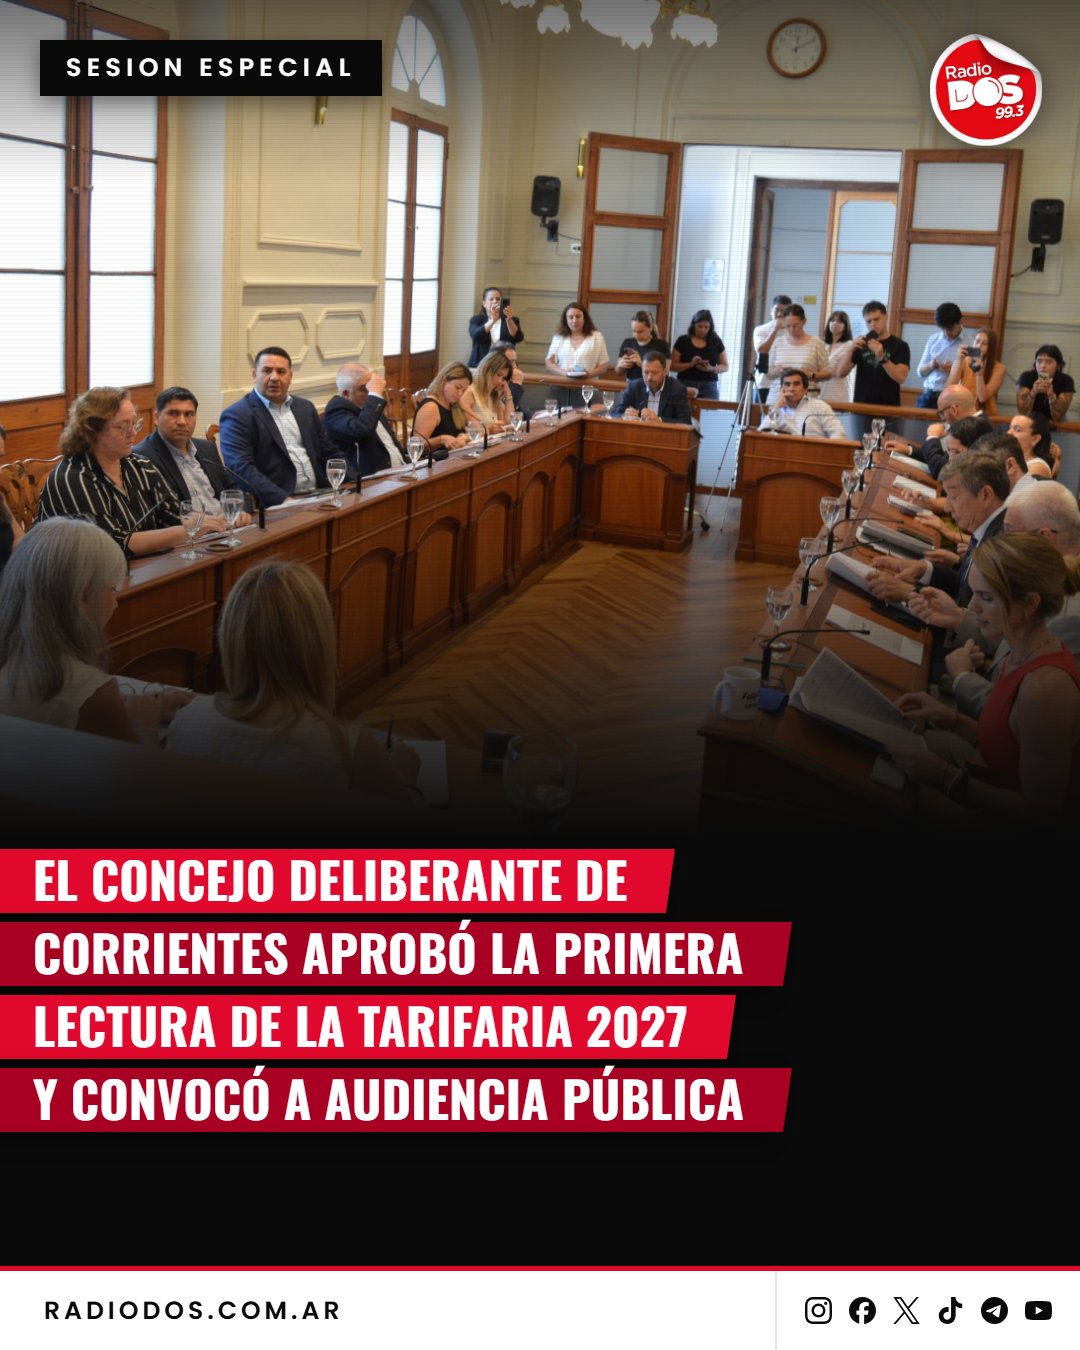 SESION ESPECIAL
Radio
DOS
99.3
EL CONCEJO DELIBERANTE DE
CORRIENTES APROBÓ LA PRIMERA
LECTURA DE LA TARIFARIA 2027
Y CONVOCÓ A AUDIENCIA PÚBLICA
RADIODOS.COM.AR